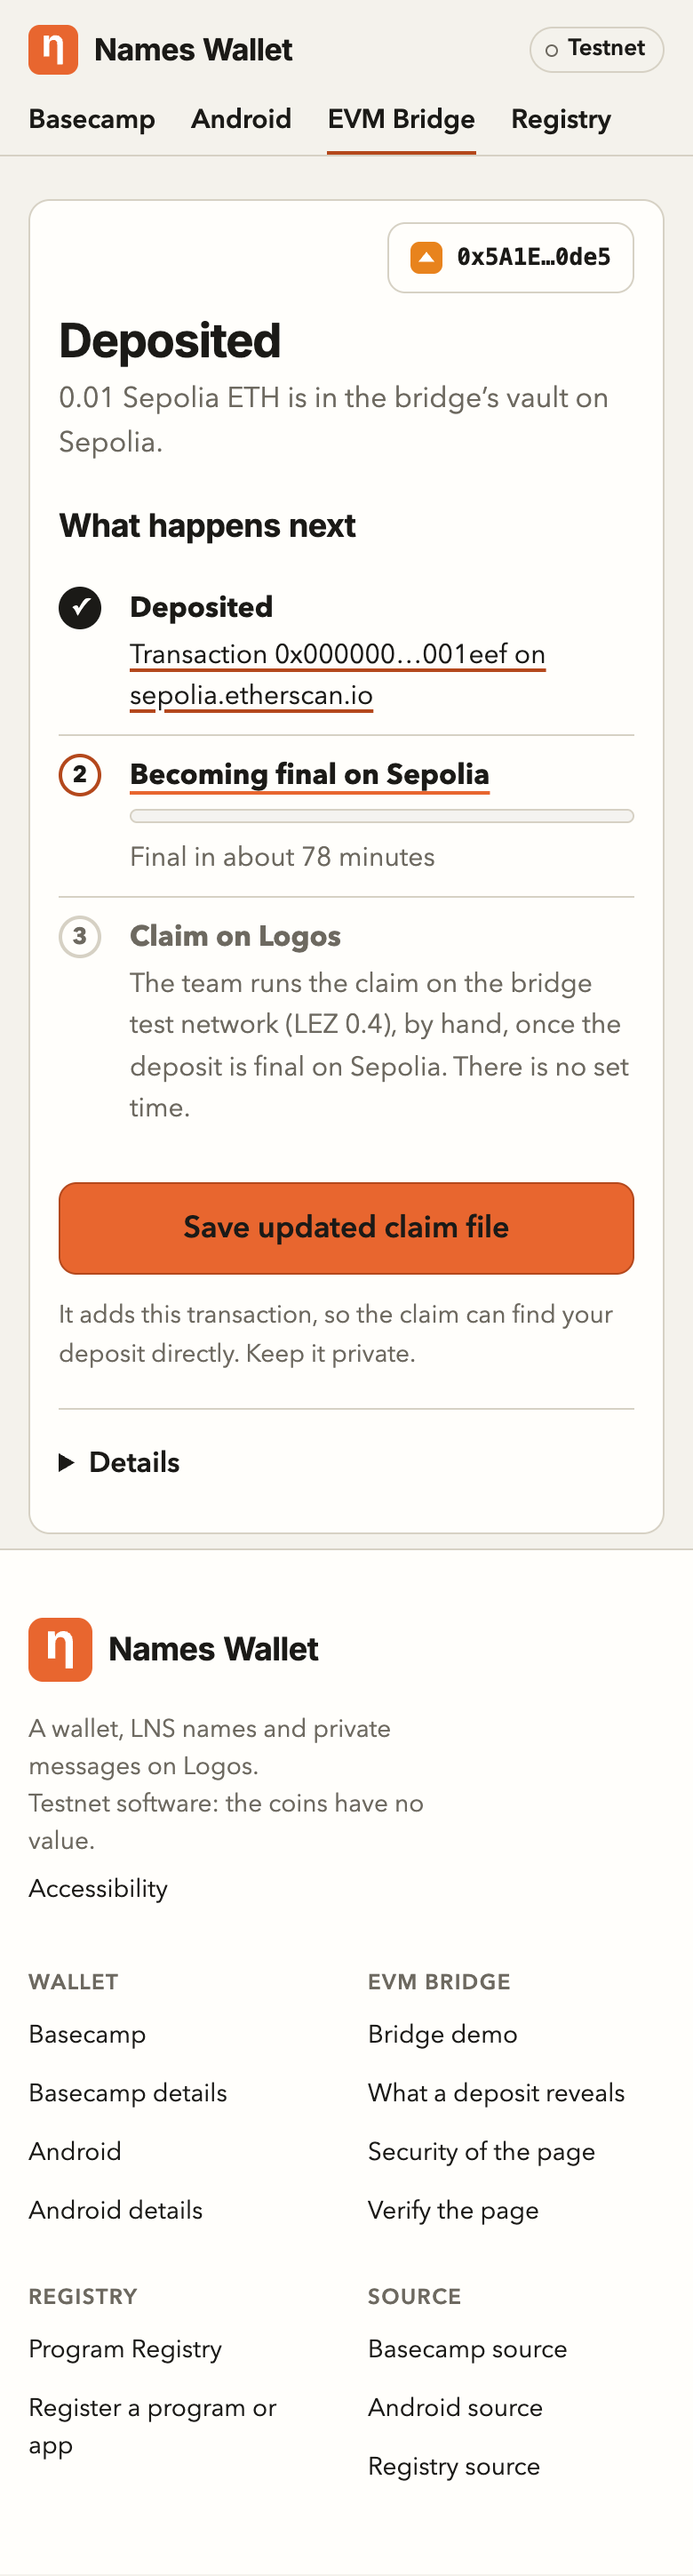 η Names Wallet
Testnet
Basecamp Android EVM Bridge Registry
0x5A1E…0de5
Deposited
0.01 Sepolia ETH is in the bridge’s vault on
Sepolia.
What happens next
Deposited
Transaction 0x000000…001eef on
sepolia.etherscan.io
2 Becoming final on Sepolia
Final in about 78 minutes
3 Claim on Logos
The team runs the claim on the bridge
test network (LEZ 0.4), by hand, once the
deposit is final on Sepolia. There is no set
time.
Save updated claim file
It adds this transaction, so the claim can find your
deposit directly. Keep it private.
Details
η Names Wallet
A wallet, LNS names and private
messages on Logos.
Testnet software: the coins have no
value.
Accessibility
WALLET
Basecamp
Basecamp details
Android
Android details
EVM BRIDGE
Bridge demo
What a deposit reveals
Security of the page
Verify the page
REGISTRY
Program Registry
Register a program or
app
SOURCE
Basecamp source
Android source
Registry source